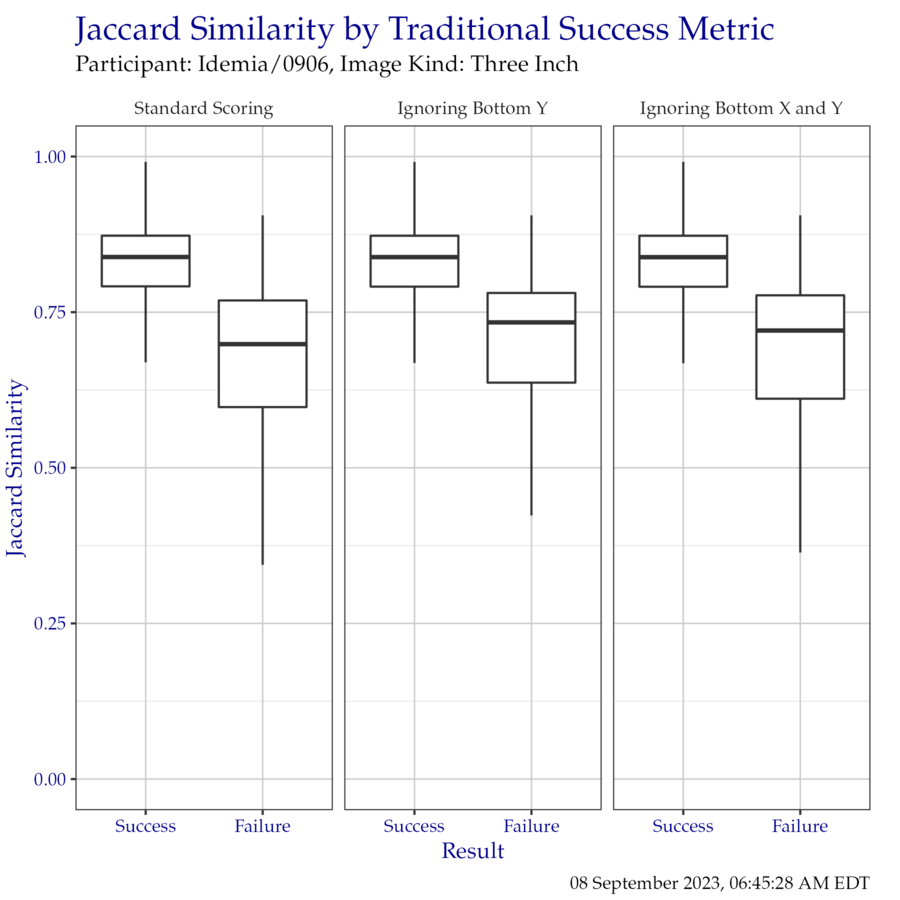 Jaccard Similarity by Traditional Success Metric
Participant: Idemia/0906, Image Kind: Three Inch
Standard Scoring
Ignoring Bottom Y
Ignoring Bottom X and Y
1.00
0.75
0.50
0.25
0.00
Jaccard Similarity
Success Failure
Success Failure
Success Failure
Result
08 September 2023, 06:45:28 AM EDT